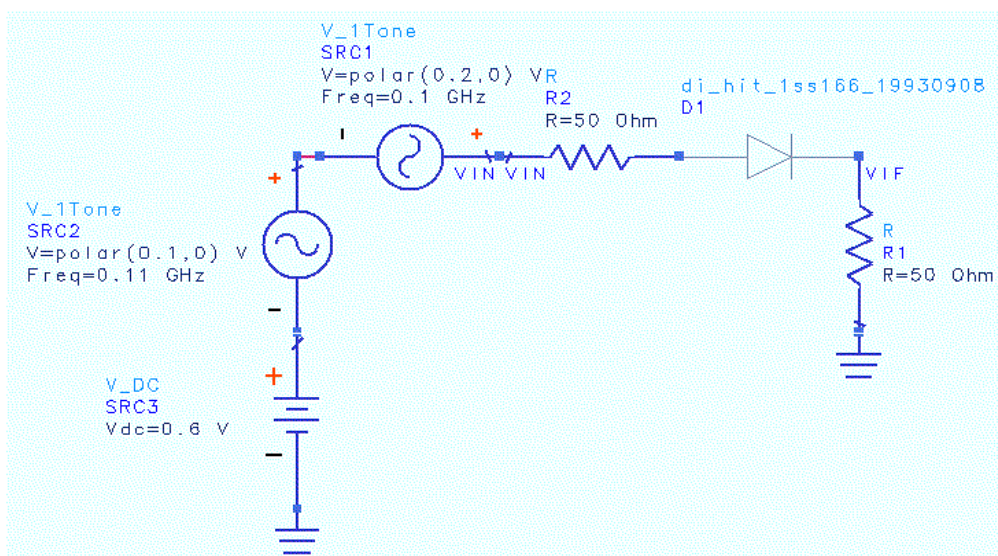 V_1Tone
SRC1
V=polar(0.2,0) V
Freq=0.1 GHz
R
R2
R=50 Ohm
di_hit_1ss166_19930908
D1
-
+
VIN VIN
VIF
+
V_1Tone
SRC2
V=polar(0.1,0) V
Freq=0.11 GHz
-
R
R1
R=50 Ohm
+
V_DC
SRC3
Vdc=0.6 V
-